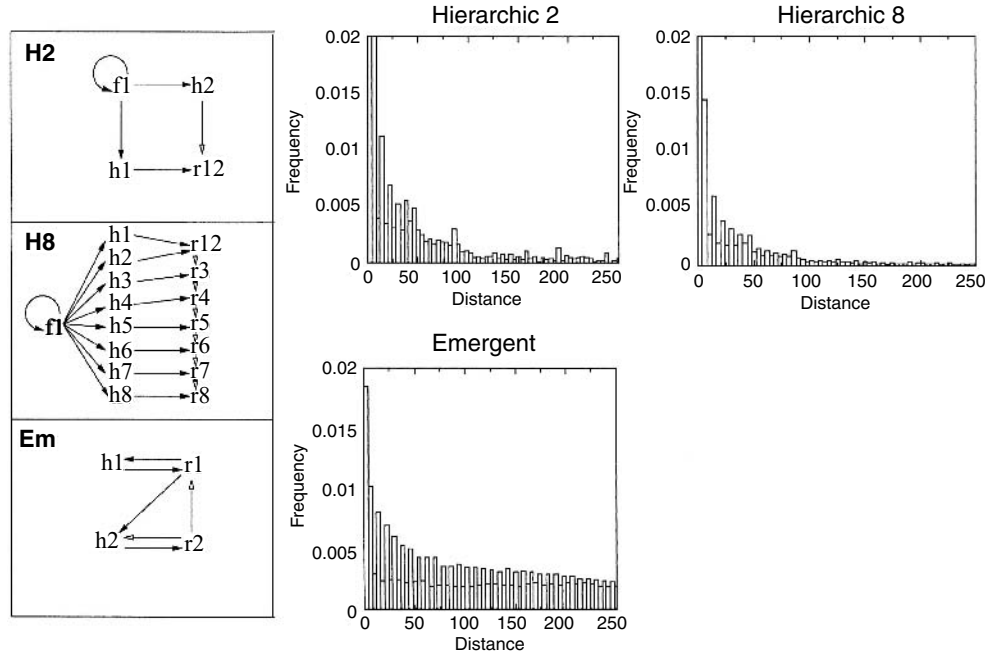 H2
f1
h2
h1
r12
H8
h1
r12
h2
r3
h3
h4
r4
f1
h5
r5
h6
r6
h7
r7
h8
r8
Em
h1
r1
h2
r2
Hierarchic 2
0.02
0.015
0.01
0.005
0
Frequency
0 50 100 150 200 250
Distance
Hierarchic 8
0.02
0.015
0.01
0.005
0
Frequency
0 50 100 150 200 250
Distance
Emergent
0.02
0.015
0.01
0.005
0
Frequency
0 50 100 150 200 250
Distance